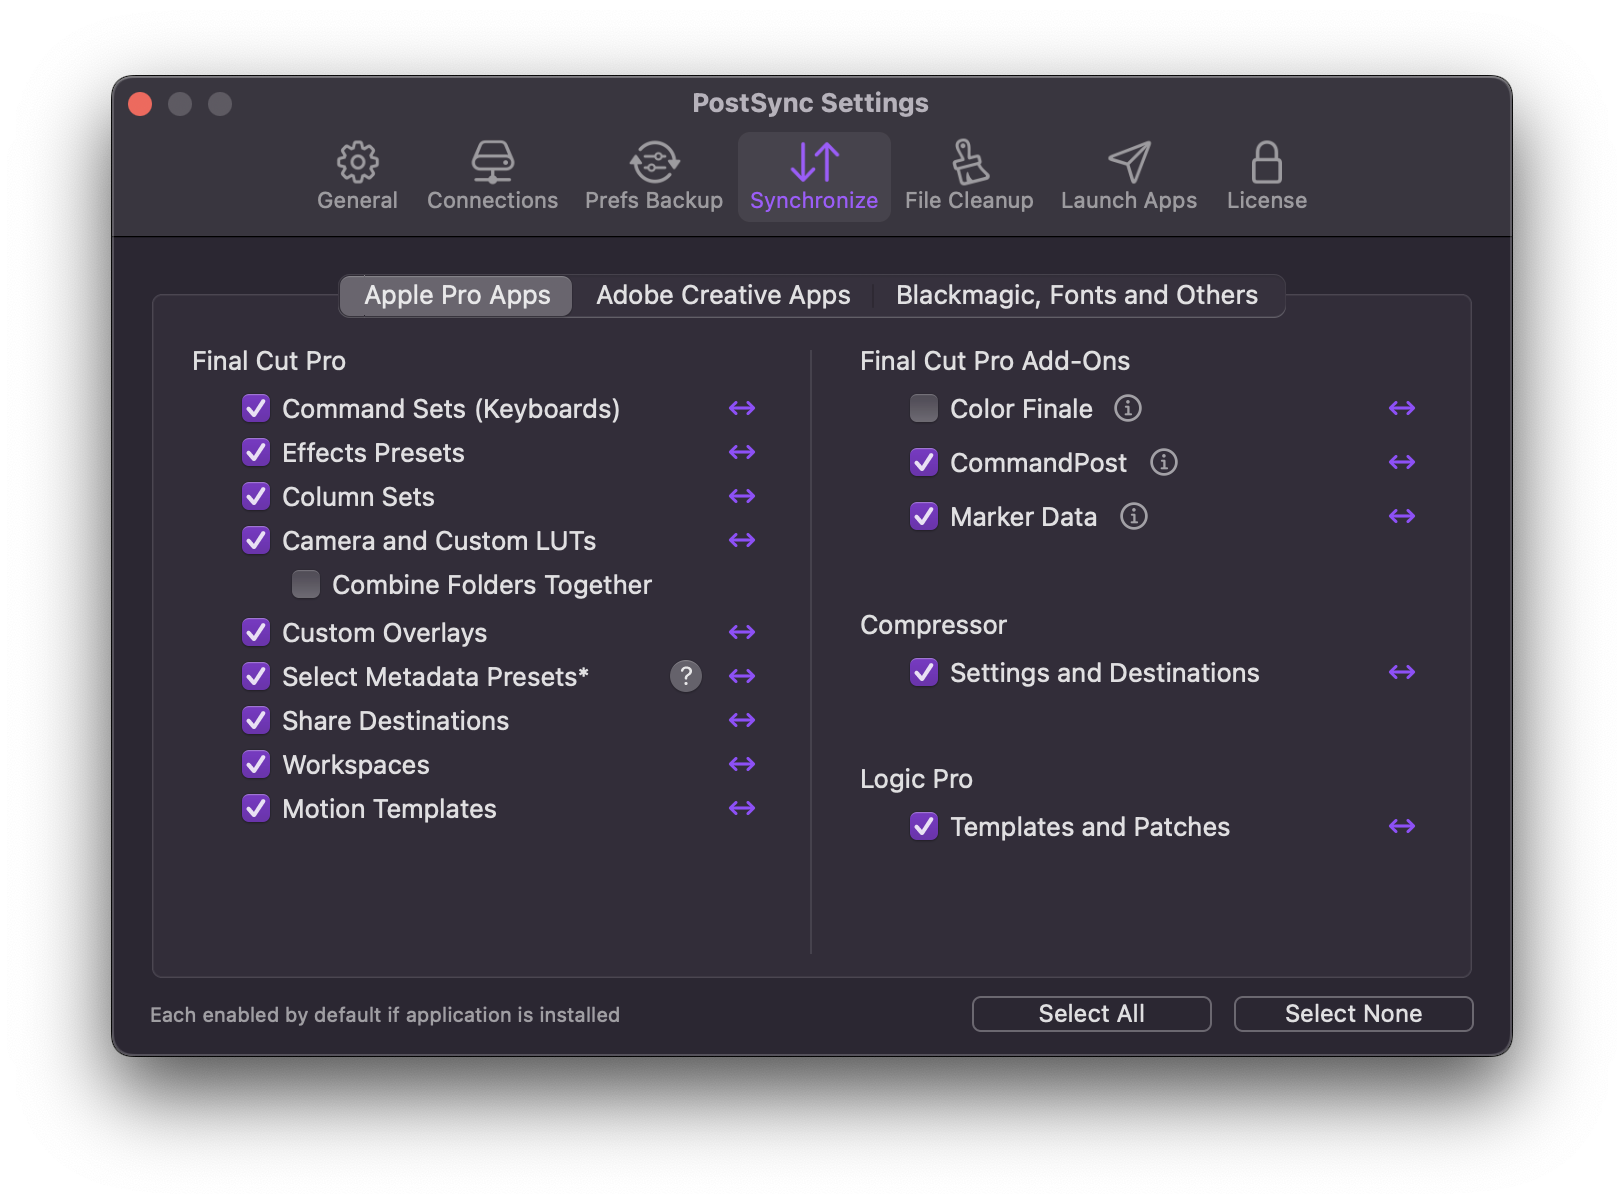 PostSync Settings
General
Connections
Prefs Backup
Synchronize
File Cleanup
Launch Apps
License
Apple Pro Apps
Adobe Creative Apps
Blackmagic, Fonts and Others
Final Cut Pro
Command Sets (Keyboards)
Effects Presets
Column Sets
Camera and Custom LUTs
Combine Folders Together
Custom Overlays
Select Metadata Presets*
?
Share Destinations
Workspaces
Motion Templates
Final Cut Pro Add-Ons
Color Finale
CommandPost
Marker Data
Compressor
Settings and Destinations
Logic Pro
Templates and Patches
Each enabled by default if application is installed
Select All
Select None